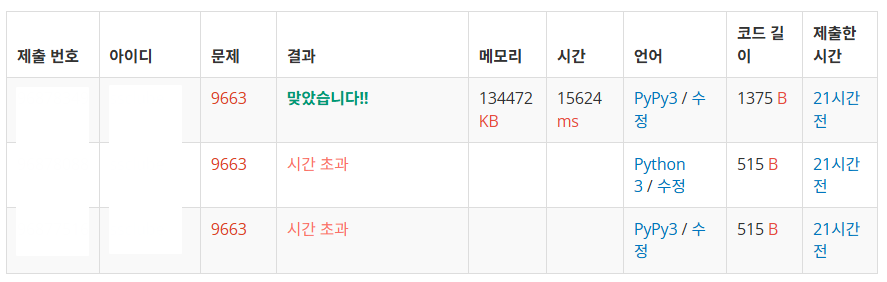 제출 번호 아이디 문제 결과 메모리 시간 언어 코드 길이 제출한 시간
9663 맞았습니다!! 134472 KB 15624 ms PyPy3 / 수정 1375 B 21시간 전
9663 시간 초과 Python 3 / 수정 515 B 21시간 전
9663 시간 초과 PyPy3 / 수정 515 B 21시간 전